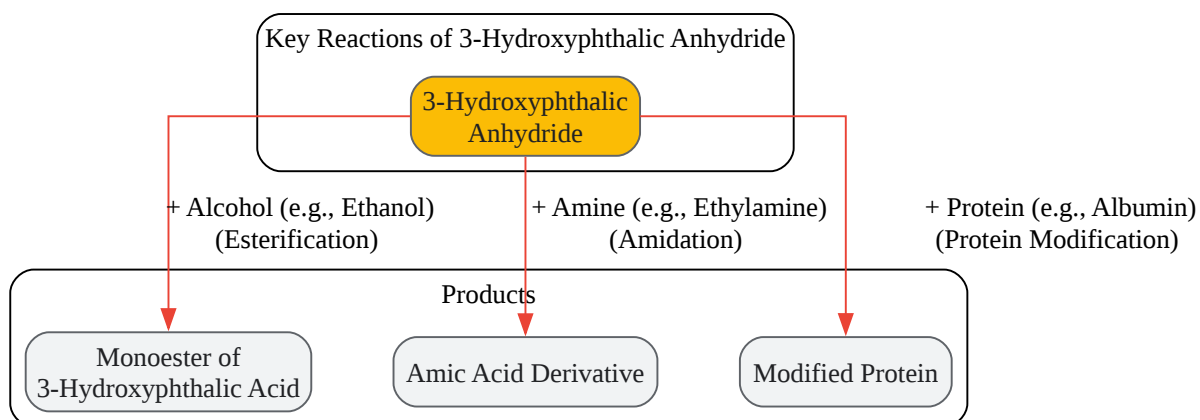 Key Reactions of 3-Hydroxyphthalic Anhydride
3-Hydroxyphthalic
Anhydride
+ Alcohol (e.g., Ethanol)
(Esterification)
+ Amine (e.g., Ethylamine)
(Amidation)
+ Protein (e.g., Albumin)
(Protein Modification)
Products
Monoester of
3-Hydroxyphthalic Acid
Amic Acid Derivative
Modified Protein